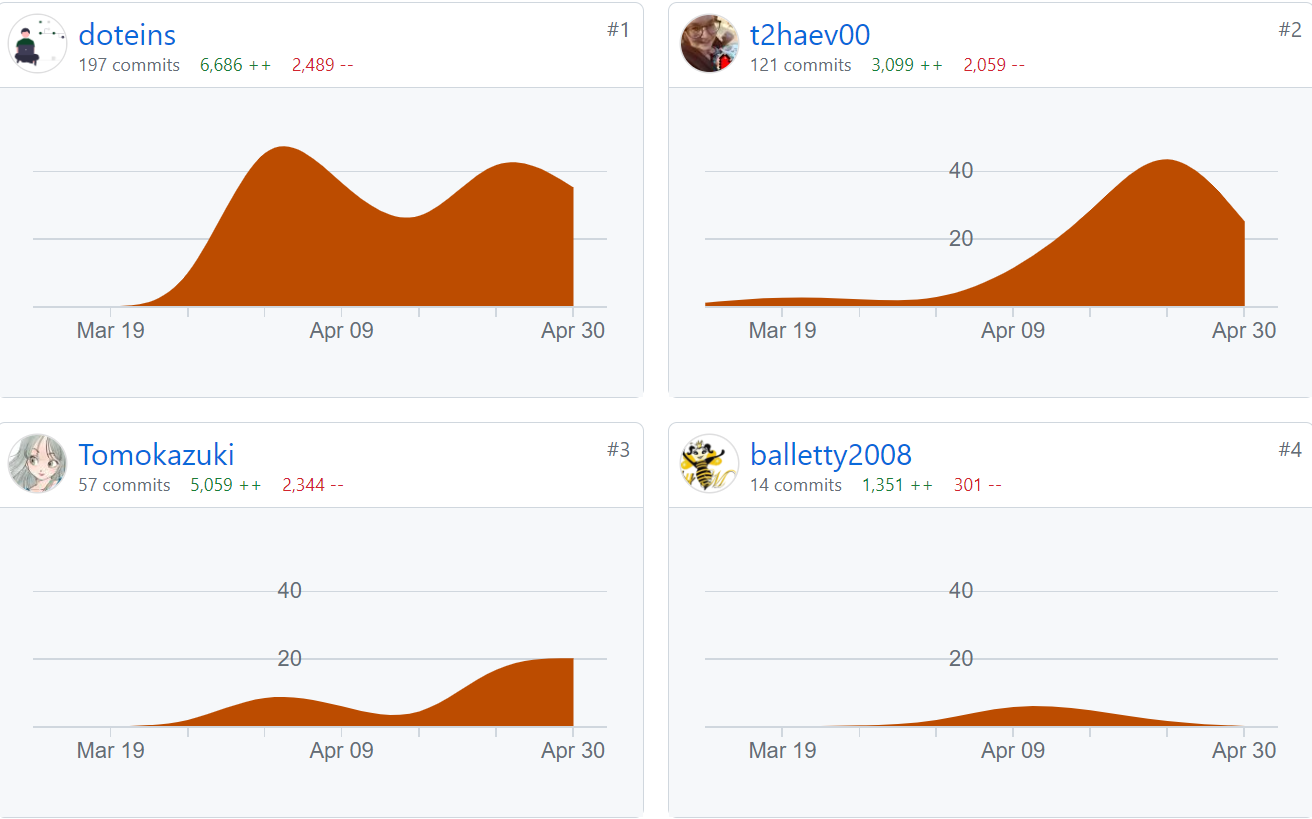 doteins #1
197 commits 6,686 ++ 2,489 --
Mar 19 Apr 09 Apr 30
t2haev00 #2
121 commits 3,099 ++ 2,059 --
40
20
Mar 19 Apr 09 Apr 30
Tomokazuki #3
57 commits 5,059 ++ 2,344 --
40
20
Mar 19 Apr 09 Apr 30
balletty2008 #4
14 commits 1,351 ++ 301 --
40
20
Mar 19 Apr 09 Apr 30